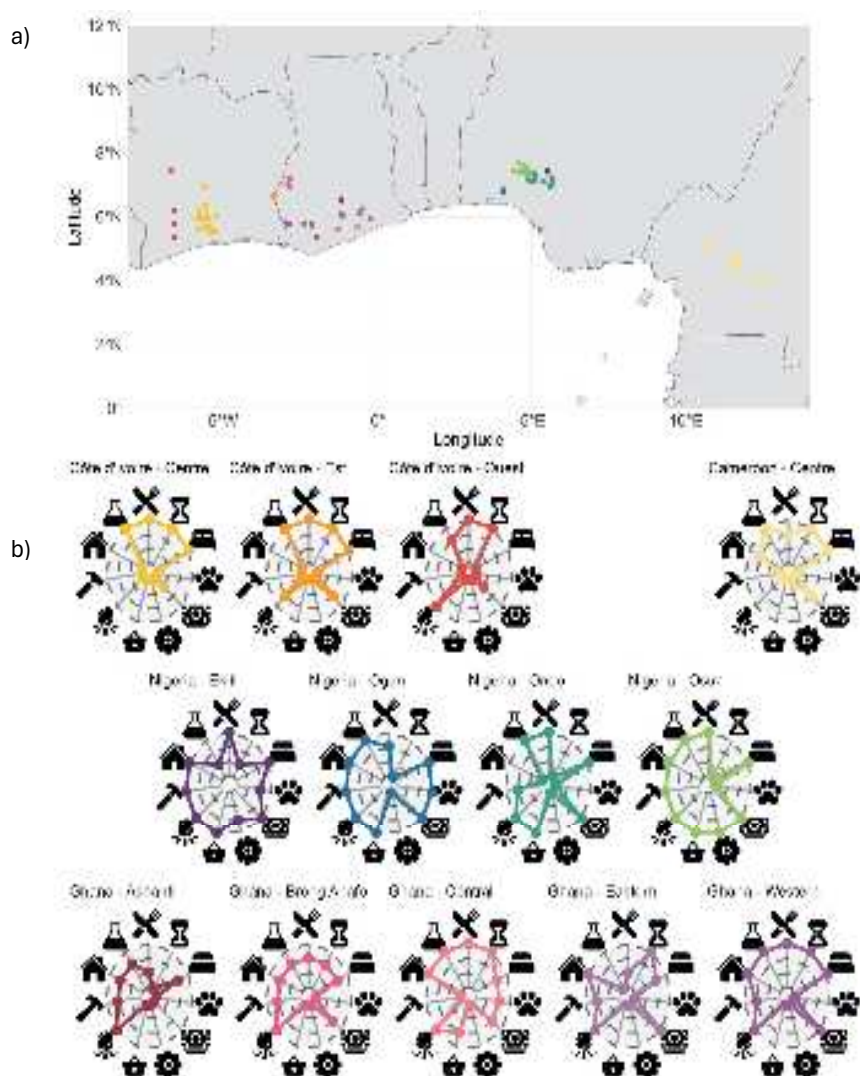 a)
12°N
10°N
8°N
6°N
4°N
2°N
0°
Latitude
5°W 0° 5°E 10°E
Longitude
Côte d'Ivoire - Centre Côte d'Ivoire - Est Côte d'Ivoire - Ouest Cameroon - Centre
b)
Nigeria - Ekiti Nigeria - Ogun Nigeria - Ondo Nigeria - Osun
Ghana - Ashanti Ghana - Brong Ahafo Ghana - Central Ghana - Eastern Ghana - Western